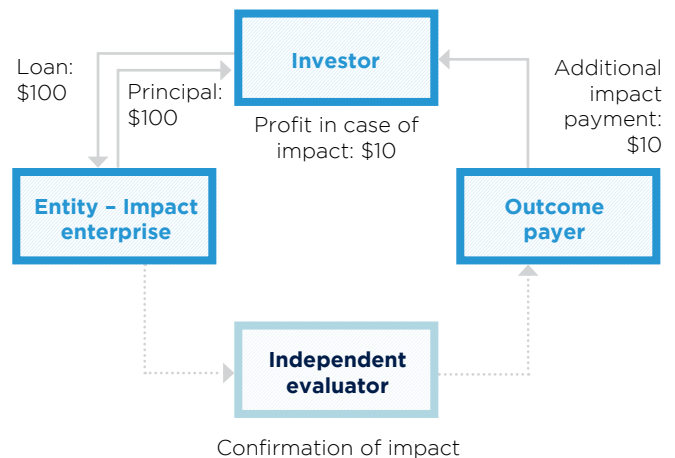 Investor
Loan:
$100
Principal:
$100
Additional
impact
payment:
$10
Profit in case of
impact: $10
Entity – Impact
enterprise
Outcome
payer
Independent
evaluator
Confirmation of impact